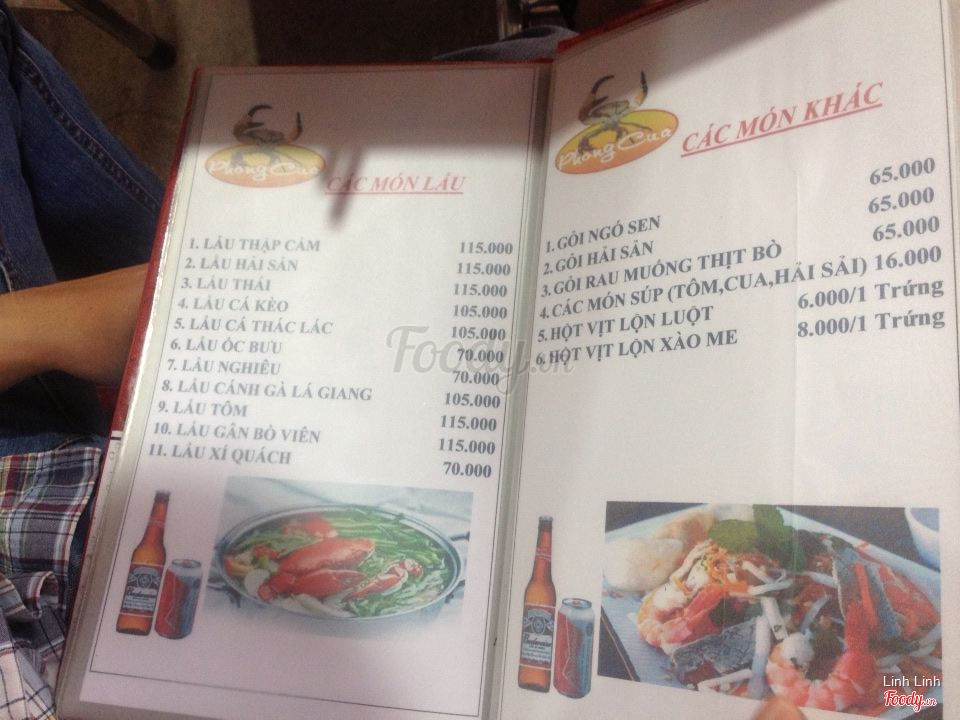 Phong Cua
CÁC MÓN LẨU
1. LẨU THẬP CẨM 115.000
2. LẨU HẢI SẢN 115.000
3. LẨU THÁI 115.000
4. LẨU CÁ KÈO 105.000
5. LẨU CÁ THÁC LÁC 105.000
6. LẨU ỐC BƯU 70.000
7. LẨU NGHIÊU 70.000
8. LẨU CÁNH GÀ LÁ GIANG 105.000
9. LẨU TÔM 115.000
10. LẨU GÂN BÒ VIÊN 115.000
11. LẨU XÍ QUÁCH 70.000
Phong Cua
CÁC MÓN KHÁC
1. GỎI NGÓ SEN 65.000
2. GỎI HẢI SẢN 65.000
3. GỎI RAU MUỐNG THỊT BÒ 65.000
4. CÁC MÓN SÚP (TÔM,CUA,HẢI SẢI) 16.000
5. HỘT VỊT LỘN LUỘT 6.000/1 Trứng
6. HỘT VỊT LỘN XÀO ME 8.000/1 Trứng
Foody.vn
Linh Linh
Foody.vn